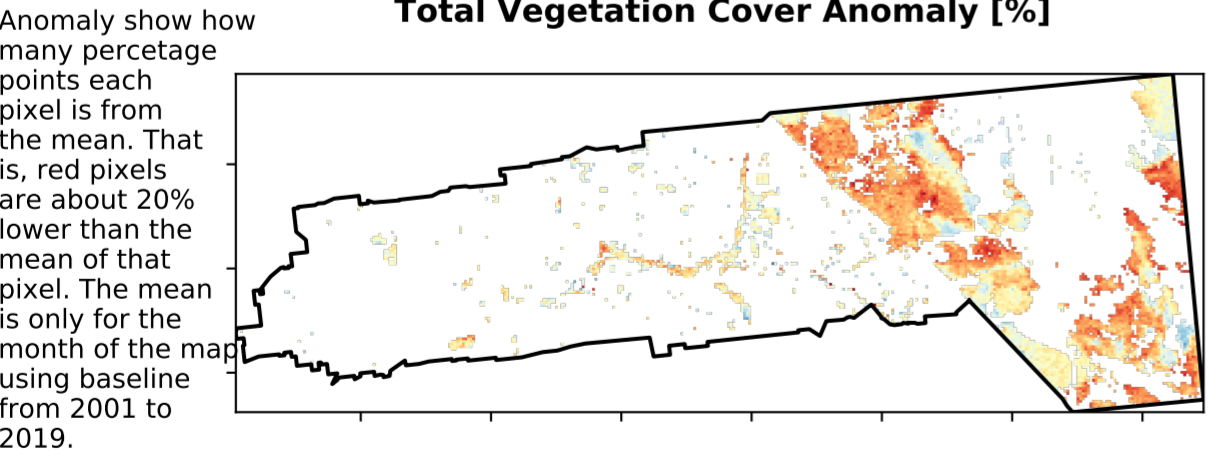 Total Vegetation Cover Anomaly [%]
Anomaly show how
many percetage
points each
pixel is from
the mean. That
is, red pixels
are about 20%
lower than the
mean of that
pixel. The mean
is only for the
month of the map
using baseline
from 2001 to
2019.